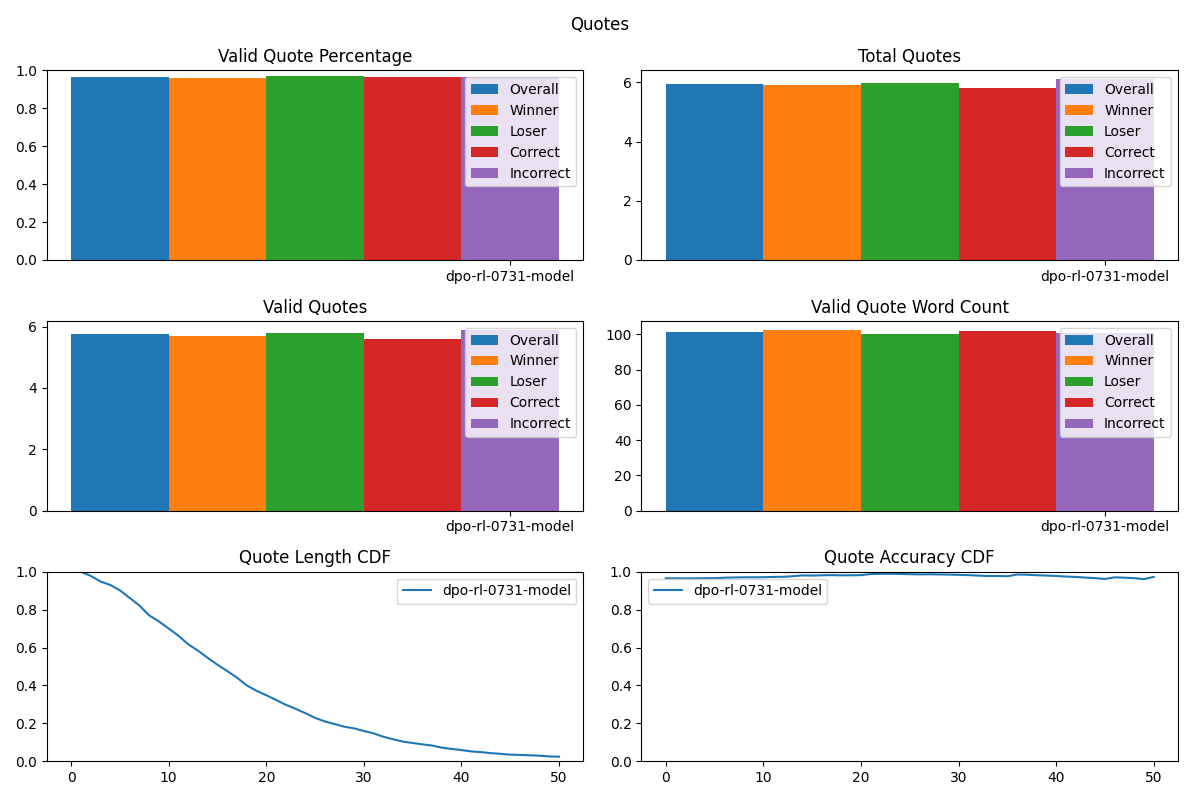 Quotes
Valid Quote Percentage
1.0
0.8
0.6
0.4
0.2
0.0
Overall
Winner
Loser
Correct
Incorrect
dpo-rl-0731-model
Total Quotes
6
4
2
0
Overall
Winner
Loser
Correct
Incorrect
dpo-rl-0731-model
Valid Quotes
6
4
2
0
Overall
Winner
Loser
Correct
Incorrect
dpo-rl-0731-model
Valid Quote Word Count
100
80
60
40
20
0
Overall
Winner
Loser
Correct
Incorrect
dpo-rl-0731-model
Quote Length CDF
1.0
0.8
0.6
0.4
0.2
0.0
dpo-rl-0731-model
0 10 20 30 40 50
Quote Accuracy CDF
1.0
0.8
0.6
0.4
0.2
0.0
dpo-rl-0731-model
0 10 20 30 40 50